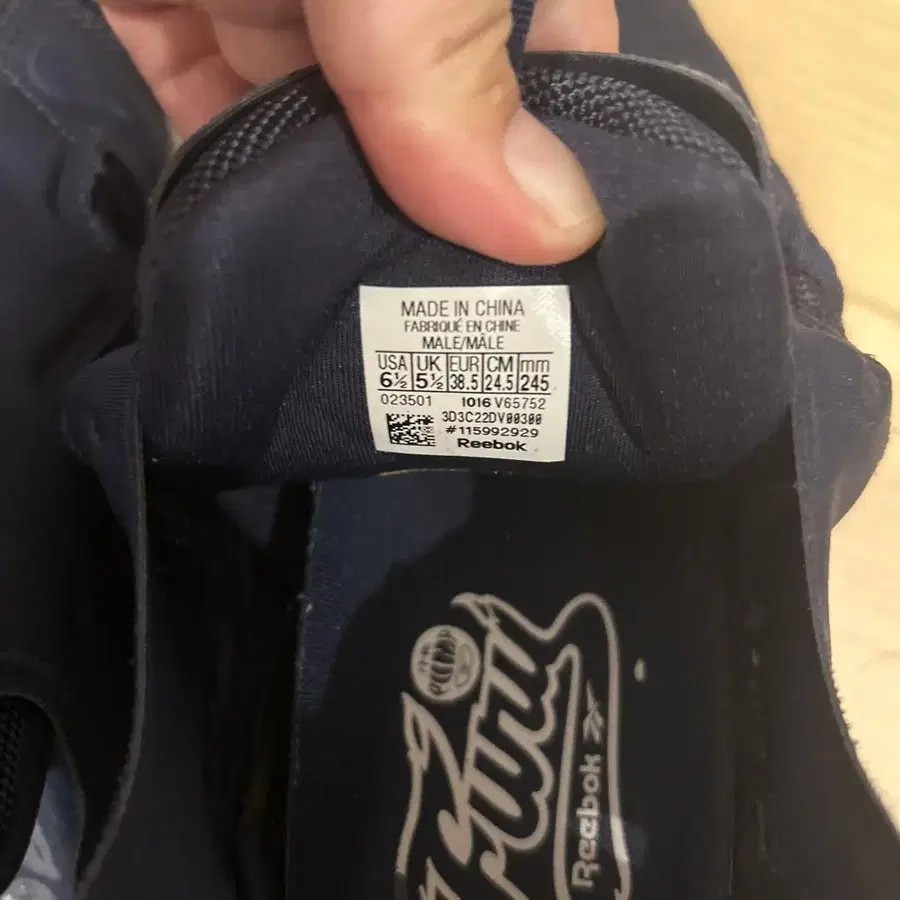 MADE IN CHINA
FABRIQUÉ EN CHINE
MALE/MÂLE
USA UK EUR CM mm
6½ 5½ 38.5 24.5 245
023501 1016 V65752
3D3C22DV00300
#115992929
Reebok
Reebok